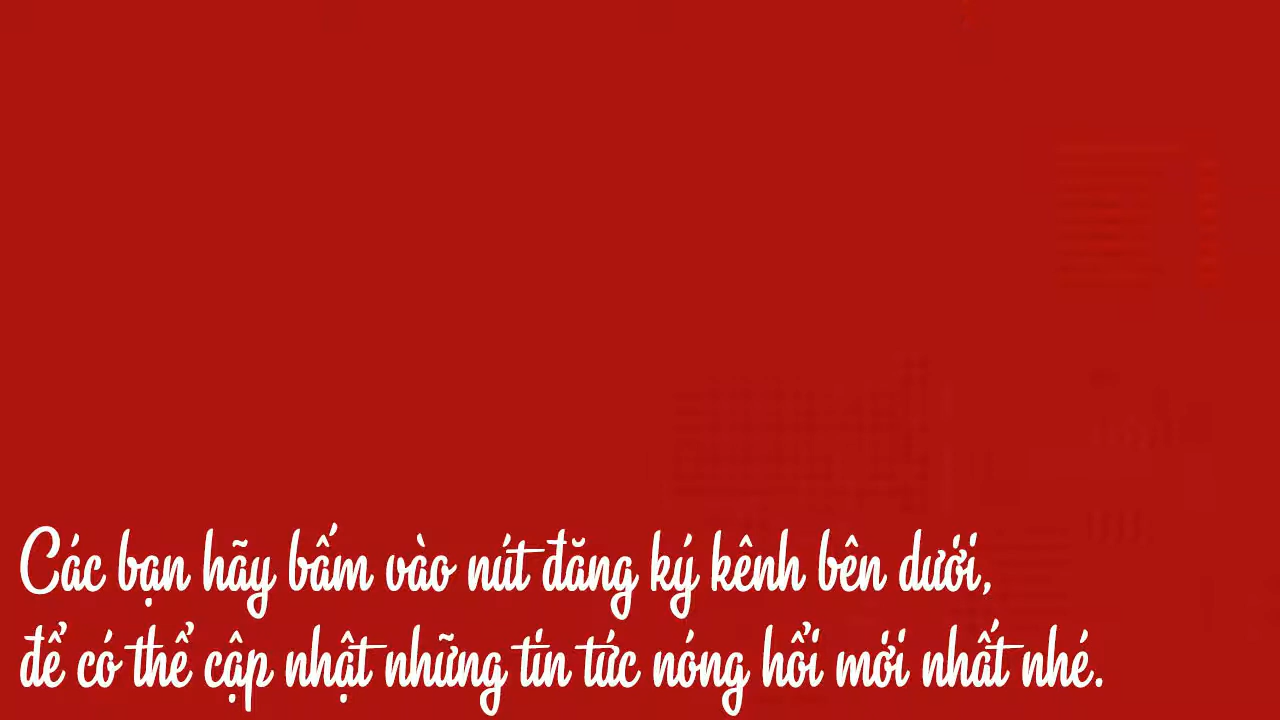 Các bạn hãy bấm vào nút đăng ký kênh bên dưới,
để có thể cập nhật những tin tức nóng hổi mới nhất nhé.